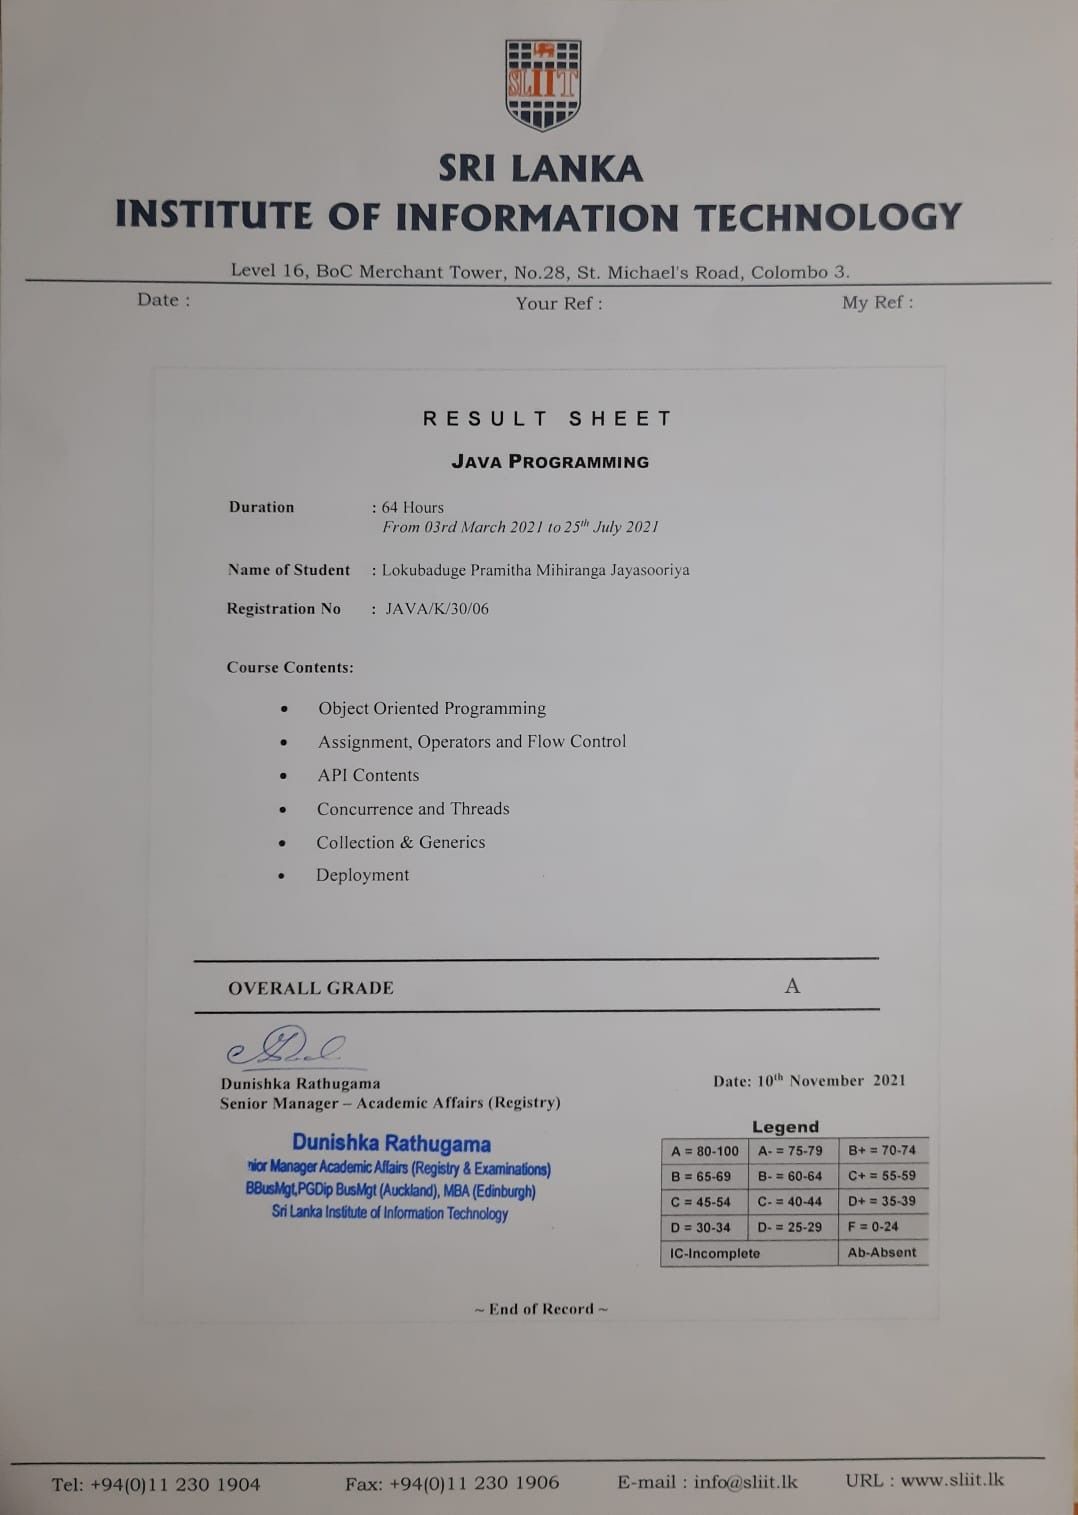 SLIIT
SRI LANKA
INSTITUTE OF INFORMATION TECHNOLOGY
Level 16, BoC Merchant Tower, No.28, St. Michael's Road, Colombo 3.
Date : Your Ref : My Ref :
RESULT SHEET
JAVA PROGRAMMING
Duration : 64 Hours
From 03rd March 2021 to 25th July 2021
Name of Student : Lokubaduge Pramitha Mihiranga Jayasooriya
Registration No : JAVA/K/30/06
Course Contents:
• Object Oriented Programming
• Assignment, Operators and Flow Control
• API Contents
• Concurrence and Threads
• Collection & Generics
• Deployment
OVERALL GRADE A
Dunishka Rathugama
Senior Manager – Academic Affairs (Registry)
Date: 10th November 2021
Dunishka Rathugama
nior Manager Academic Affairs (Registry & Examinations)
BBusMgt,PGDip BusMgt (Auckland), MBA (Edinburgh)
Sri Lanka Institute of Information Technology
Legend
A = 80-100 A- = 75-79 B+ = 70-74
B = 65-69 B- = 60-64 C+ = 55-59
C = 45-54 C- = 40-44 D+ = 35-39
D = 30-34 D- = 25-29 F = 0-24
IC-Incomplete Ab-Absent
~ End of Record ~
Tel: +94(0)11 230 1904 Fax: +94(0)11 230 1906 E-mail : info@sliit.lk URL : www.sliit.lk